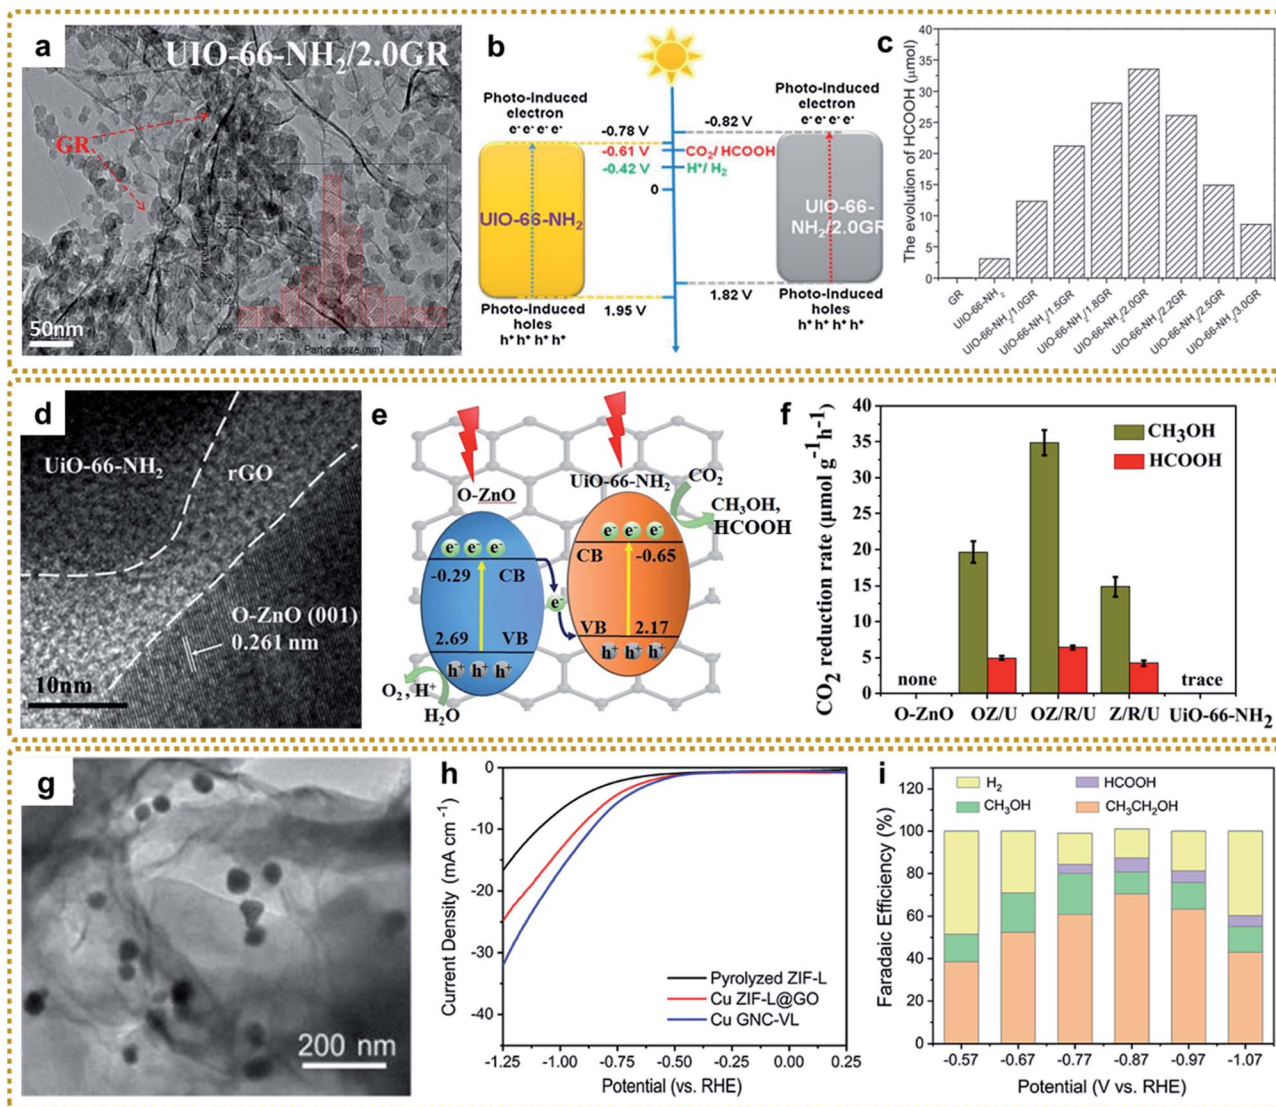 a
UIO-66-NH2/2.0GR
GR
50nm
Partical size (nm)
b
Photo-Induced
electron
e- e- e- e-
-0.78 V
-0.61 V
-0.42 V
0
-0.82 V
CO2/ HCOOH
H+/ H2
Photo-Induced
electron
e- e- e- e-
UIO-66-NH2
UIO-66-
NH2/2.0GR
1.82 V
1.95 V
Photo-Induced
holes
h+ h+ h+ h+
Photo-Induced
holes
h+ h+ h+ h+
c
The evolution of HCOOH (μmol)
40
35
30
25
20
15
10
5
0
GR
UIO-66-NH2
UIO-66-NH2/1.0GR
UIO-66-NH2/1.5GR
UIO-66-NH2/1.8GR
UIO-66-NH2/2.0GR
UIO-66-NH2/2.2GR
UIO-66-NH2/2.5GR
UIO-66-NH2/3.0GR
d
UiO-66-NH2
rGO
O-ZnO (001)
0.261 nm
10nm
e
O-ZnO
UiO-66-NH2
CO2
CH3OH,
HCOOH
e- e- e-
e- e- e-
CB
-0.65
-0.29
CB
e-
2.69
VB
VB
2.17
h+ h+ h+
h+ h+ h+
O2 , H+
H2O
f
CO2 reduction rate (μmol g-1h-1)
40
35
30
25
20
15
10
5
0
CH3OH
HCOOH
none
trace
O-ZnO
OZ/U
OZ/R/U
Z/R/U
UiO-66-NH2
g
200 nm
h
Current Density (mA cm-1)
0
-10
-20
-30
-40
Pyrolyzed ZIF-L
Cu ZIF-L@GO
Cu GNC-VL
-1.25
-1.00
-0.75
-0.50
-0.25
0.00
0.25
Potential (vs. RHE)
i
Faradaic Efficiency (%)
120
100
80
60
40
20
0
H2
HCOOH
CH3OH
CH3CH2OH
-0.57
-0.67
-0.77
-0.87
-0.97
-1.07
Potential (V vs. RHE)